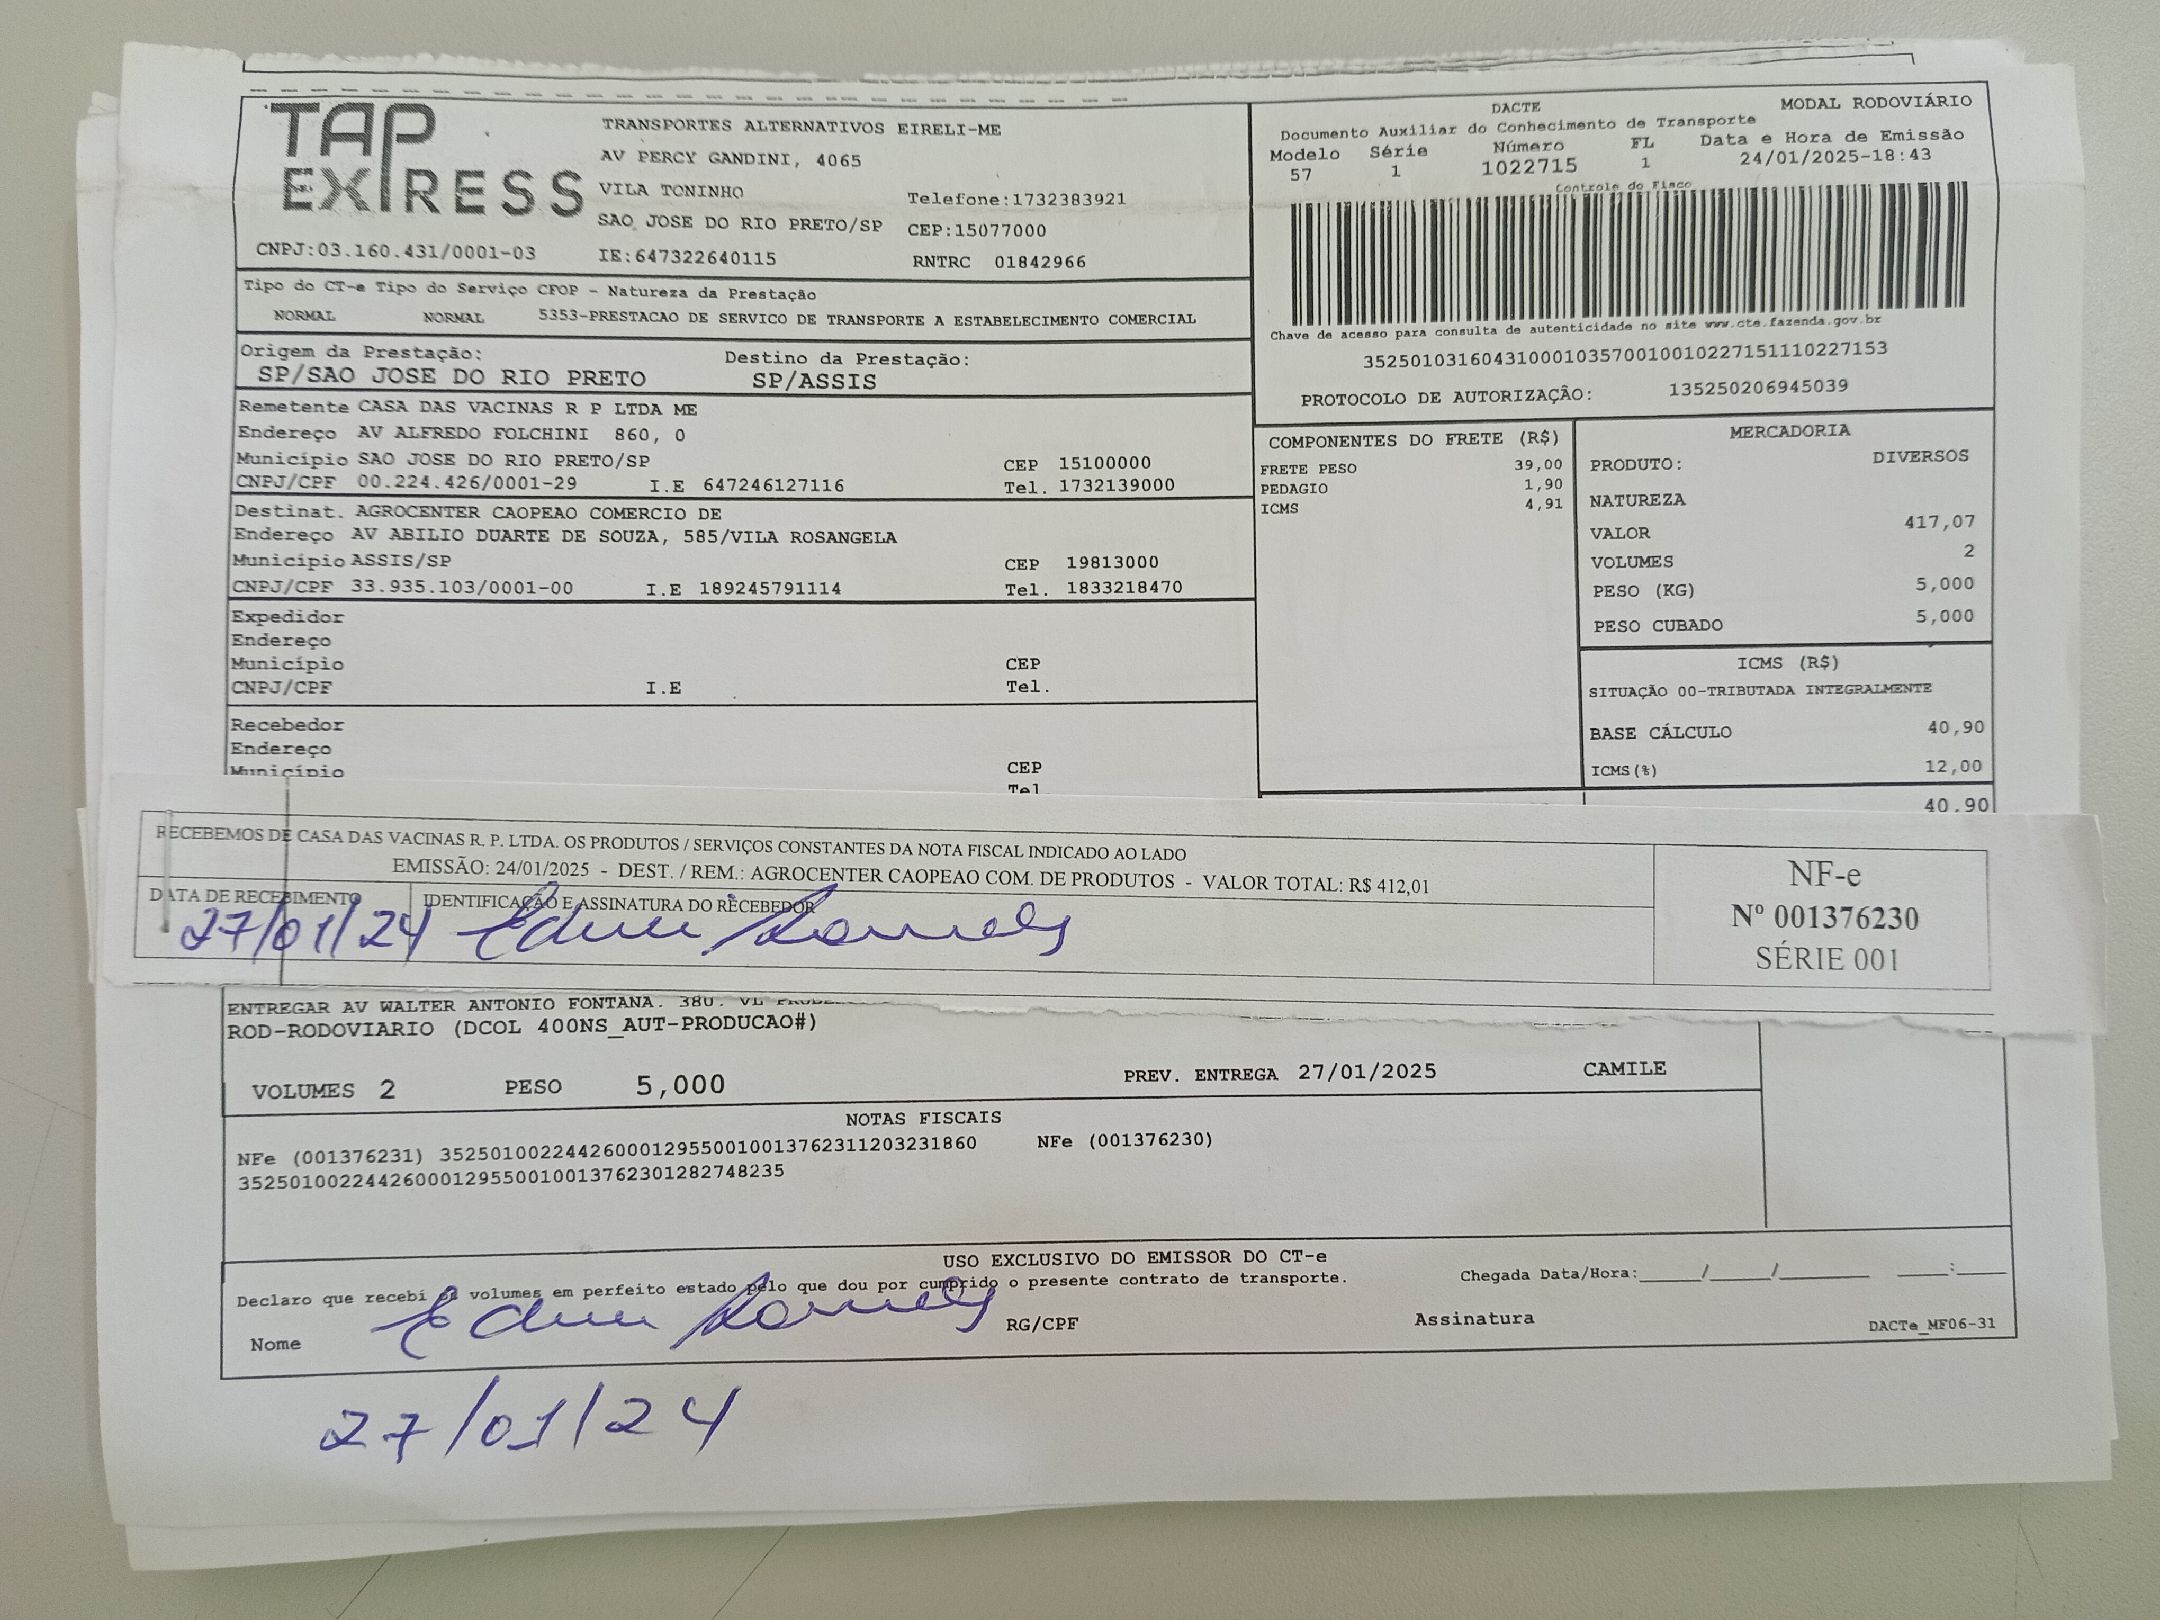 TAP EXPRESS
TRANSPORTES ALTERNATIVOS EIRELI-ME
AV PERCY GANDINI, 4065
VILA TONINHO
Telefone:1732383921
SAO JOSE DO RIO PRETO/SP CEP:15077000
CNPJ:03.160.431/0001-03 IE:647322640115 RNTRC 01842966
DACTE MODAL RODOVIÁRIO
Documento Auxiliar do Conhecimento de Transporte
Modelo Série Número FL Data e Hora de Emissão
57 1 1022715 1 24/01/2025-18:43
Controle do Fisco
Chave de acesso para consulta de autenticidade no site www.cte.fazenda.gov.br
35250103160431000103570010010227151110227153
PROTOCOLO DE AUTORIZAÇÃO: 135250206945039
Tipo do CT-e Tipo do Serviço CFOP - Natureza da Prestação
NORMAL NORMAL 5353-PRESTACAO DE SERVICO DE TRANSPORTE A ESTABELECIMENTO COMERCIAL
Origem da Prestação: Destino da Prestação:
SP/SAO JOSE DO RIO PRETO SP/ASSIS
Remetente CASA DAS VACINAS R P LTDA ME
Endereço AV ALFREDO FOLCHINI 860, 0
Município SAO JOSE DO RIO PRETO/SP CEP 15100000
CNPJ/CPF 00.224.426/0001-29 I.E 647246127116 Tel. 1732139000
Destinat. AGROCENTER CAOPEAO COMERCIO DE
Endereço AV ABILIO DUARTE DE SOUZA, 585/VILA ROSANGELA
Município ASSIS/SP CEP 19813000
CNPJ/CPF 33.935.103/0001-00 I.E 189245791114 Tel. 1833218470
Expedidor
Endereço
Município CEP
CNPJ/CPF I.E Tel.
Recebedor
Endereço
Município CEP
Tel
COMPONENTES DO FRETE (R$)
FRETE PESO 39,00
PEDAGIO 1,90
ICMS 4,91
MERCADORIA
PRODUTO: DIVERSOS
NATUREZA
VALOR 417,07
VOLUMES 2
PESO (KG) 5,000
PESO CUBADO 5,000
ICMS (R$)
SITUAÇÃO 00-TRIBUTADA INTEGRALMENTE
BASE CÁLCULO 40,90
ICMS(%) 12,00
40,90
RECEBEMOS DE CASA DAS VACINAS R. P. LTDA. OS PRODUTOS / SERVIÇOS CONSTANTES DA NOTA FISCAL INDICADO AO LADO
EMISSÃO: 24/01/2025 - DEST. / REM.: AGROCENTER CAOPEAO COM. DE PRODUTOS - VALOR TOTAL: R$ 412,01
DATA DE RECEBIMENTO IDENTIFICAÇÃO E ASSINATURA DO RECEBEDOR
27/01/24
NF-e
Nº 001376230
SÉRIE 001
ENTREGAR AV WALTER ANTONIO FONTANA. 380. VL
ROD-RODOVIARIO (DCOL 400NS_AUT-PRODUCAO#)
VOLUMES 2 PESO 5,000 PREV. ENTREGA 27/01/2025 CAMILE
NOTAS FISCAIS
NFe (001376231) 35250100224426000129550010013762311203231860 NFe (001376230)
35250100224426000129550010013762301282748235
USO EXCLUSIVO DO EMISSOR DO CT-e
Declaro que recebi os volumes em perfeito estado pelo que dou por cumprido o presente contrato de transporte. Chegada Data/Hora:____/____/____ ____:____
Nome RG/CPF Assinatura DACTe_MF06-31
27/01/24